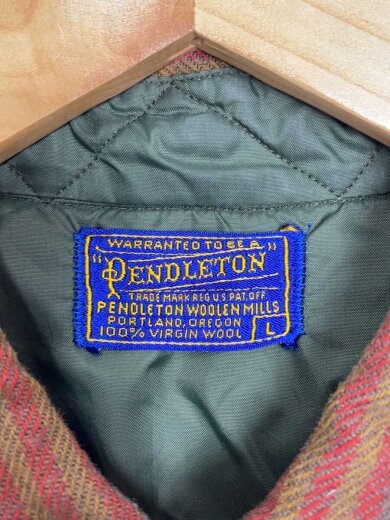 WARRANTED TO BE A
"PENDLETON
TRADE MARK REG U S PAT. OFF
PENDLETON WOOLEN MILLS
PORTLAND, OREGON
100% VIRGIN WOOL L